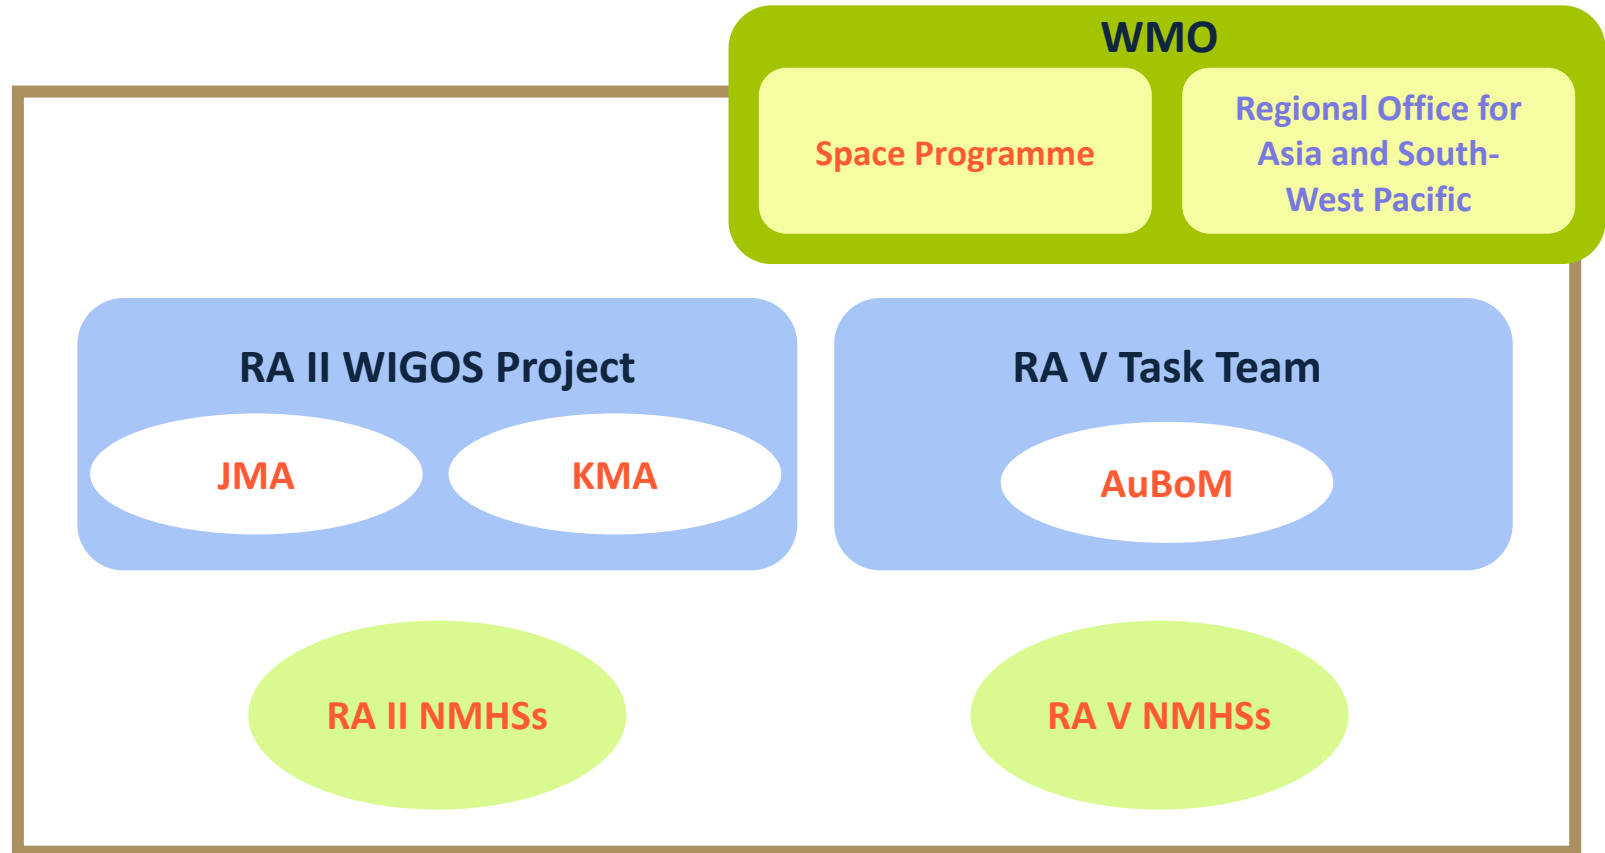 WMO
Space Programme
Regional Office for
Asia and South-
West Pacific
RA II WIGOS Project
JMA
KMA
RA V Task Team
AuBoM
RA II NMHSs
RA V NMHSs